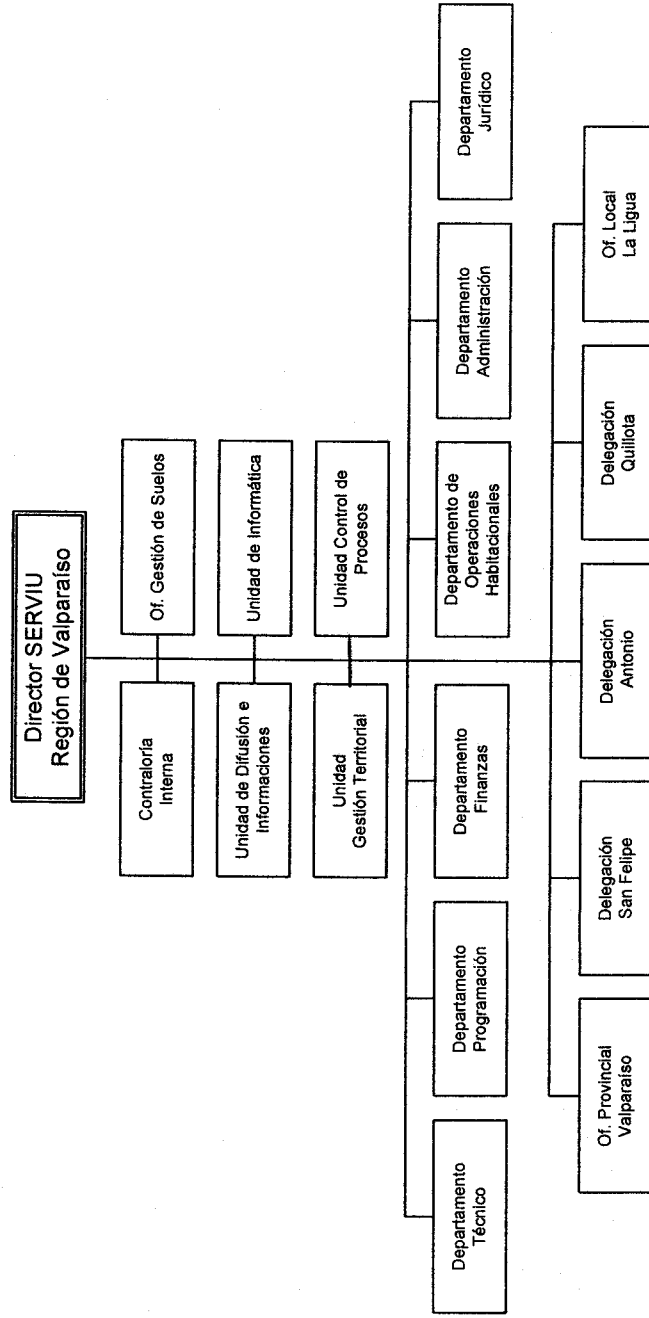 Director SERVIU
Región de Valparaíso
Contraloría
Interna
Of. Gestión de Suelos
Unidad de Difusión e
Informaciones
Unidad de Informática
Unidad
Gestión Territorial
Unidad Control de
Procesos
Departamento
Técnico
Departamento
Programación
Departamento
Finanzas
Departamento de
Operaciones
Habitacionales
Departamento
Administración
Departamento
Jurídico
Of. Provincial
Valparaíso
Delegación
San Felipe
Delegación
Antonio
Delegación
Quillota
Of. Local
La Ligua